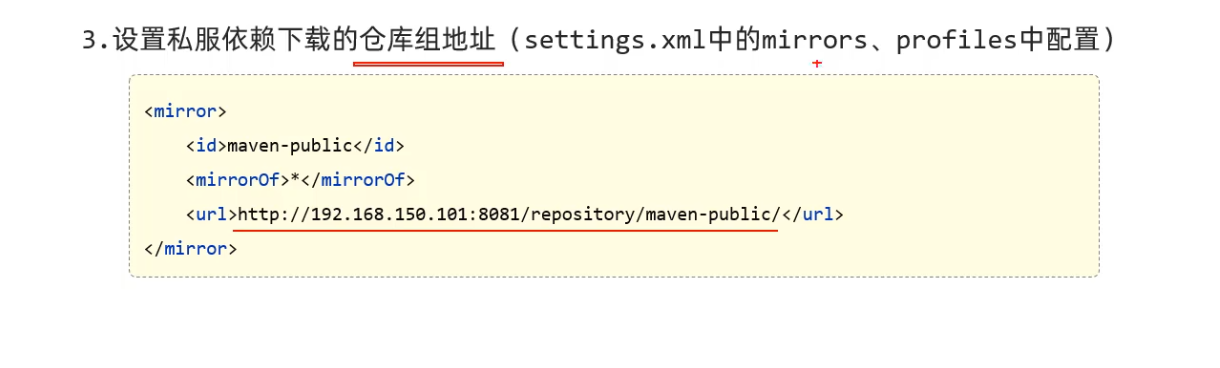 3.设置私服依赖下载的仓库组地址（settings.xml中的mirrors、profiles中配置）
<mirror>
    <id>maven-public</id>
    <mirrorOf>*</mirrorOf>
    <url>http://192.168.150.101:8081/repository/maven-public/</url>
</mirror>